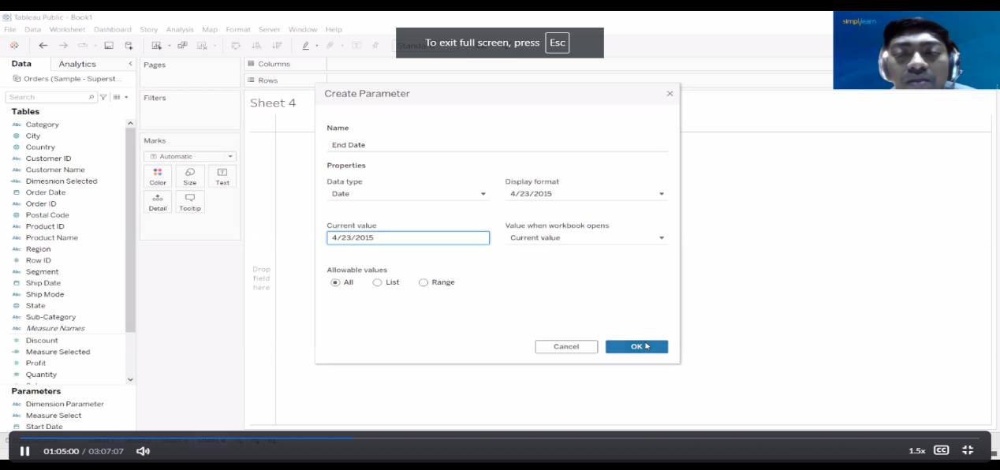 Tableau Public - Book1
simplilearn
File Data Worksheet Dashboard Story Analysis Map Format Server Window Help
To exit full screen, press Esc
Standard
Data Analytics
Pages
Columns
Orders (Sample - Superst...
Rows
Search
Filters
Sheet 4
Create Parameter
Tables
Category
City
Country
Customer ID
Customer Name
Dimesnion Selected
Order Date
Order ID
Postal Code
Product ID
Product Name
Region
Row ID
Segment
Ship Date
Ship Mode
State
Sub-Category
Measure Names
Discount
Measure Selected
Profit
Quantity
Parameters
Dimension Parameter
Measure Select
Start Date
Marks
Automatic
Color Size Text
Detail Tooltip
Drop
field
here
Name
End Date
Properties
Data type Display format
Date 4/23/2015
Current value Value when workbook opens
4/23/2015 Current value
Allowable values
All List Range
Cancel OK
01:05:00 / 03:07:07
1.5x CC